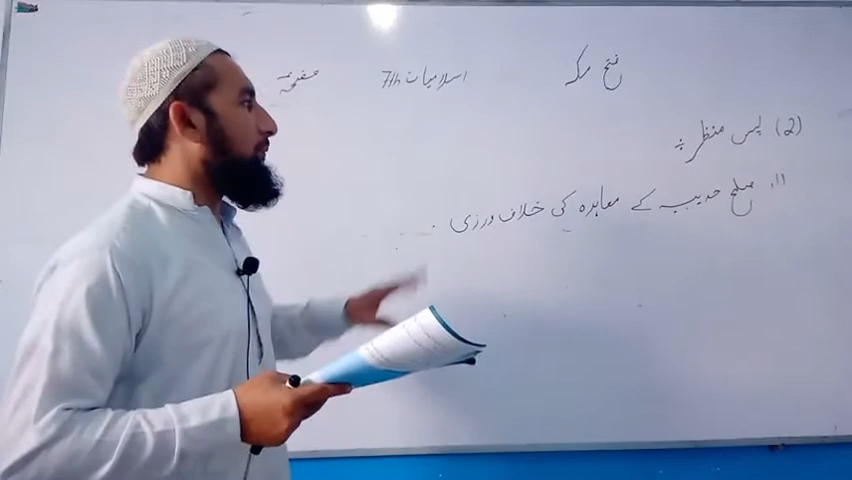 فتح مکہ اسلامیات 7th صفحہ
(2) پس منظر :
(1) صلح حدیبیہ کے معاہدہ کی خلاف ورزی .